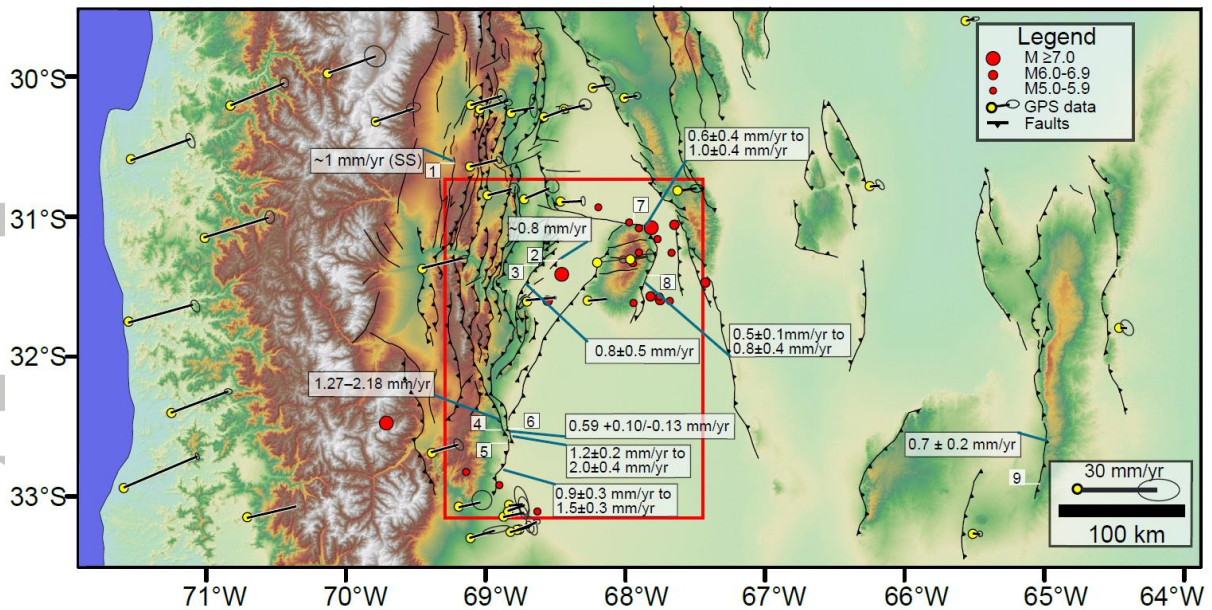 Legend
M ≥7.0
M6.0-6.9
M5.0-5.9
GPS data
Faults
30°S
31°S
32°S
33°S
~1 mm/yr (SS)
1
0.6±0.4 mm/yr to
1.0±0.4 mm/yr
7
~0.8 mm/yr
2
3
8
0.5±0.1mm/yr to
0.8±0.4 mm/yr
0.8±0.5 mm/yr
1.27–2.18 mm/yr
4
6
0.59 +0.10/-0.13 mm/yr
5
1.2±0.2 mm/yr to
2.0±0.4 mm/yr
0.9±0.3 mm/yr to
1.5±0.3 mm/yr
0.7 ± 0.2 mm/yr
9
30 mm/yr
100 km
71°W
70°W
69°W
68°W
67°W
66°W
65°W
64°W